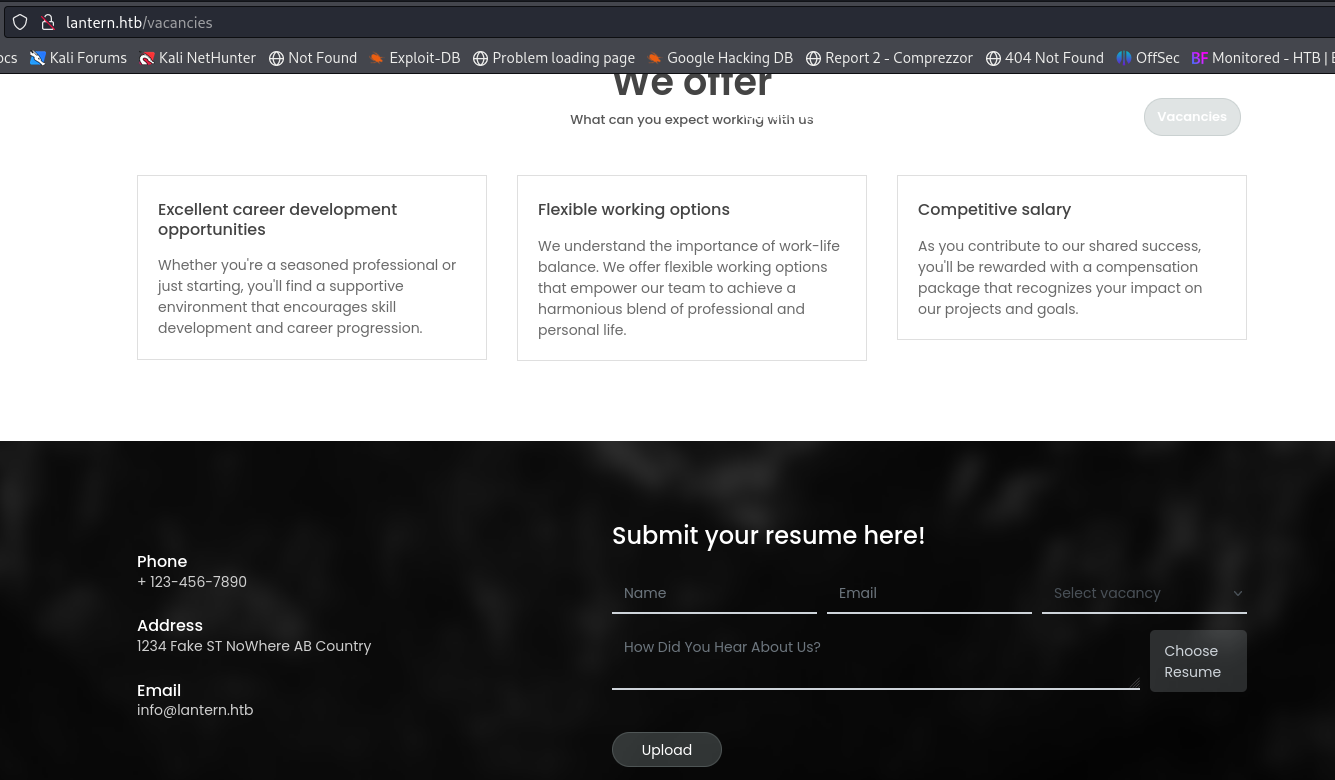 lantern.htb/vacancies
ocs Kali Forums Kali NetHunter Not Found Exploit-DB Problem loading page Google Hacking DB Report 2 - Comprezzor 404 Not Found OffSec BF Monitored - HTB |
We offer
What can you expect working with us
Vacancies
Excellent career development
opportunities
Whether you're a seasoned professional or
just starting, you'll find a supportive
environment that encourages skill
development and career progression.
Flexible working options
We understand the importance of work-life
balance. We offer flexible working options
that empower our team to achieve a
harmonious blend of professional and
personal life.
Competitive salary
As you contribute to our shared success,
you'll be rewarded with a compensation
package that recognizes your impact on
our projects and goals.
Phone
+ 123-456-7890
Address
1234 Fake ST NoWhere AB Country
Email
info@lantern.htb
Submit your resume here!
Name Email Select vacancy
How Did You Hear About Us?
Choose
Resume
Upload